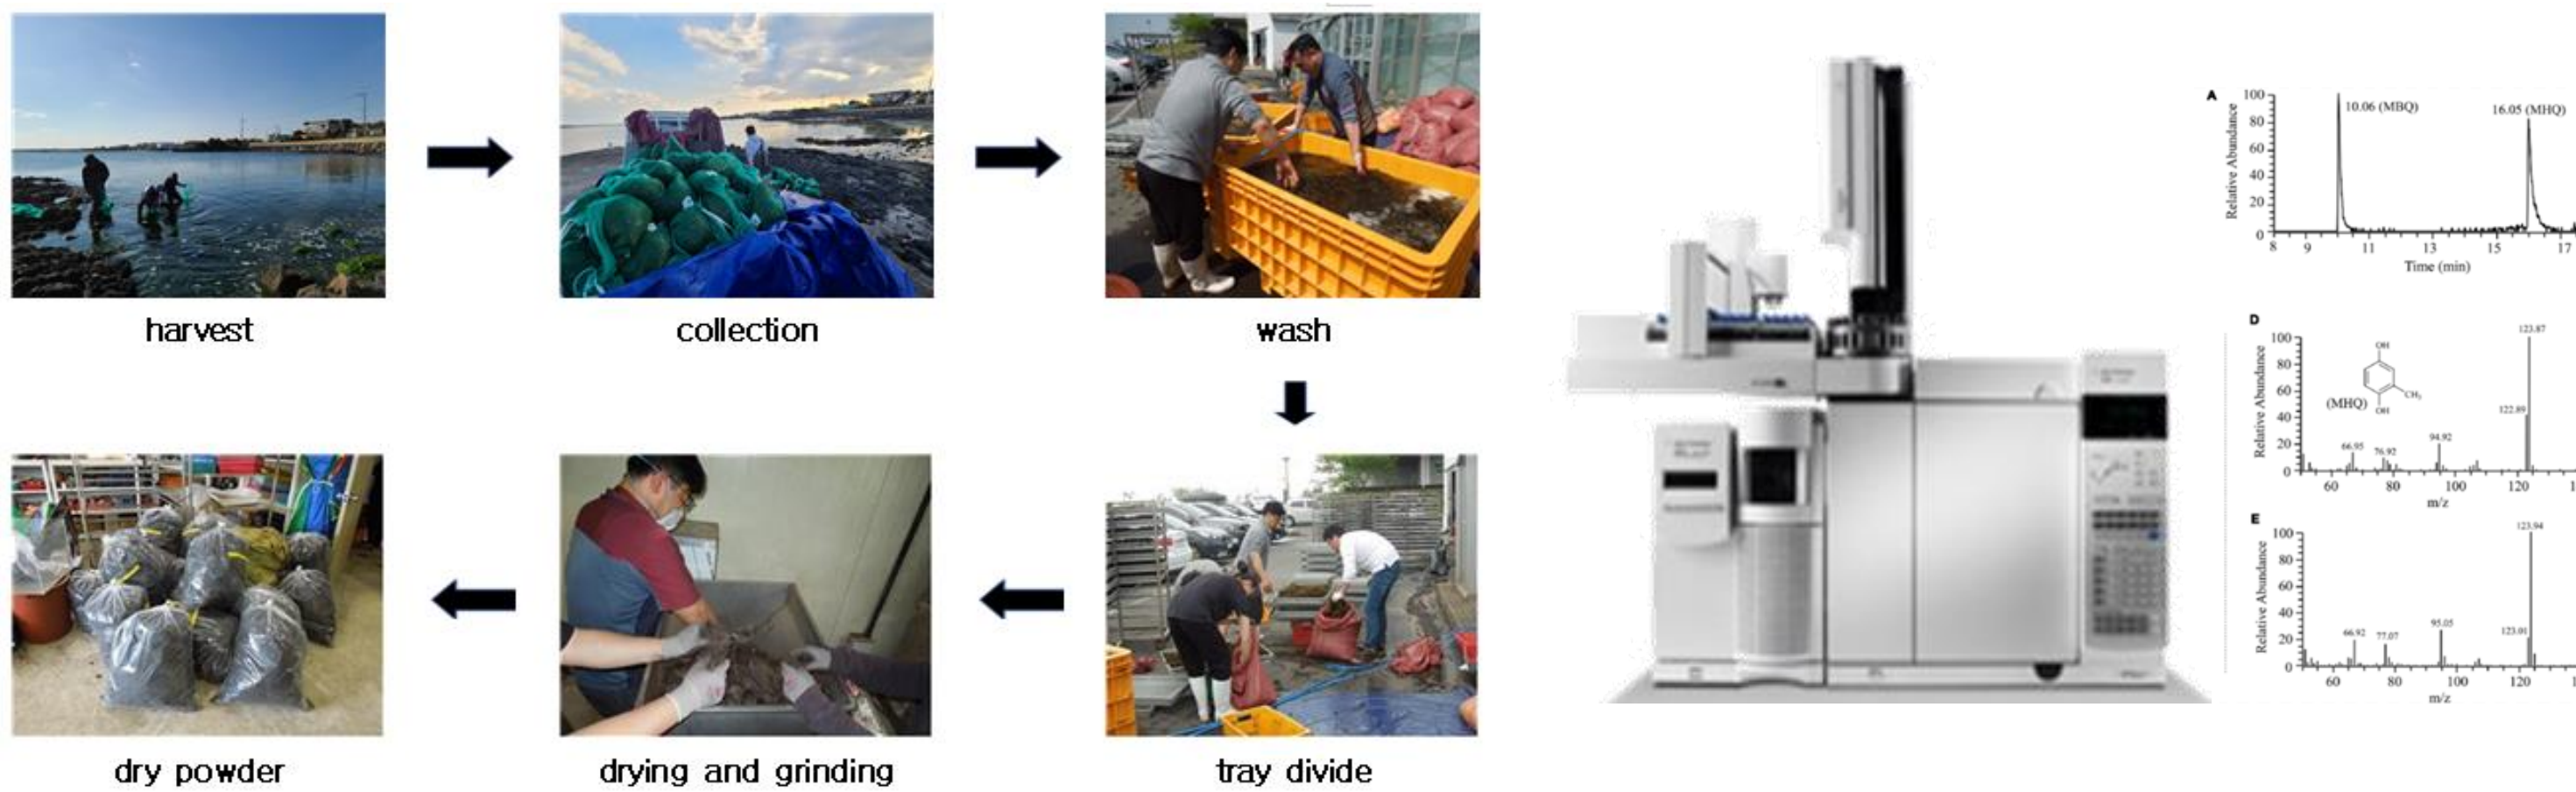 harvest
collection
wash
dry powder
drying and grinding
tray divide
A
Relative Abundance
100
80
60
40
20
0
10.06 (MBQ)
16.05 (MHQ)
8 9 11 13 15 17
Time (min)
D
Relative Abundance
100
80
60
40
20
0
OH
CH3
(MHQ)
OH
66.95
76.92
94.92
122.89
123.87
60 80 100 120 1
m/z
E
Relative Abundance
100
80
60
40
20
0
66.92
77.07
95.05
123.01
123.94
60 80 100 120 1
m/z